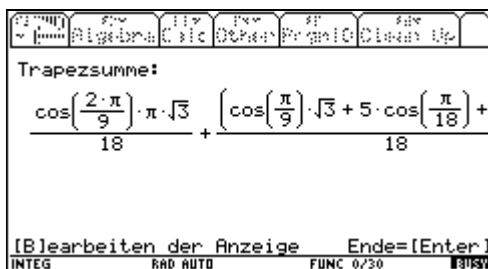 Algebra Calc Other PrgmIO Clean Up
Trapezsumme:
cos(2·π/9)·π·√3/18 + (cos(π/9)·√3 + 5·cos(π/18) +/18
[B]earbeiten der Anzeige Ende=[Enter]
INTEG RAD AUTO FUNC 0/30 BUSY